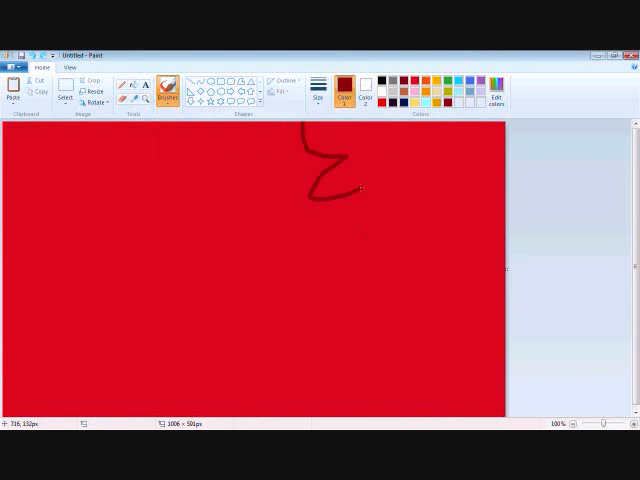 Untitled - Paint
Home
View
Paste
Cut
Copy
Clipboard
Select
Crop
Resize
Rotate
Image
A
Tools
Brushes
Outline
Fill
Shapes
Size
Color 1
Color 2
Edit colors
Colors
716, 132px
1006 × 591px
100%